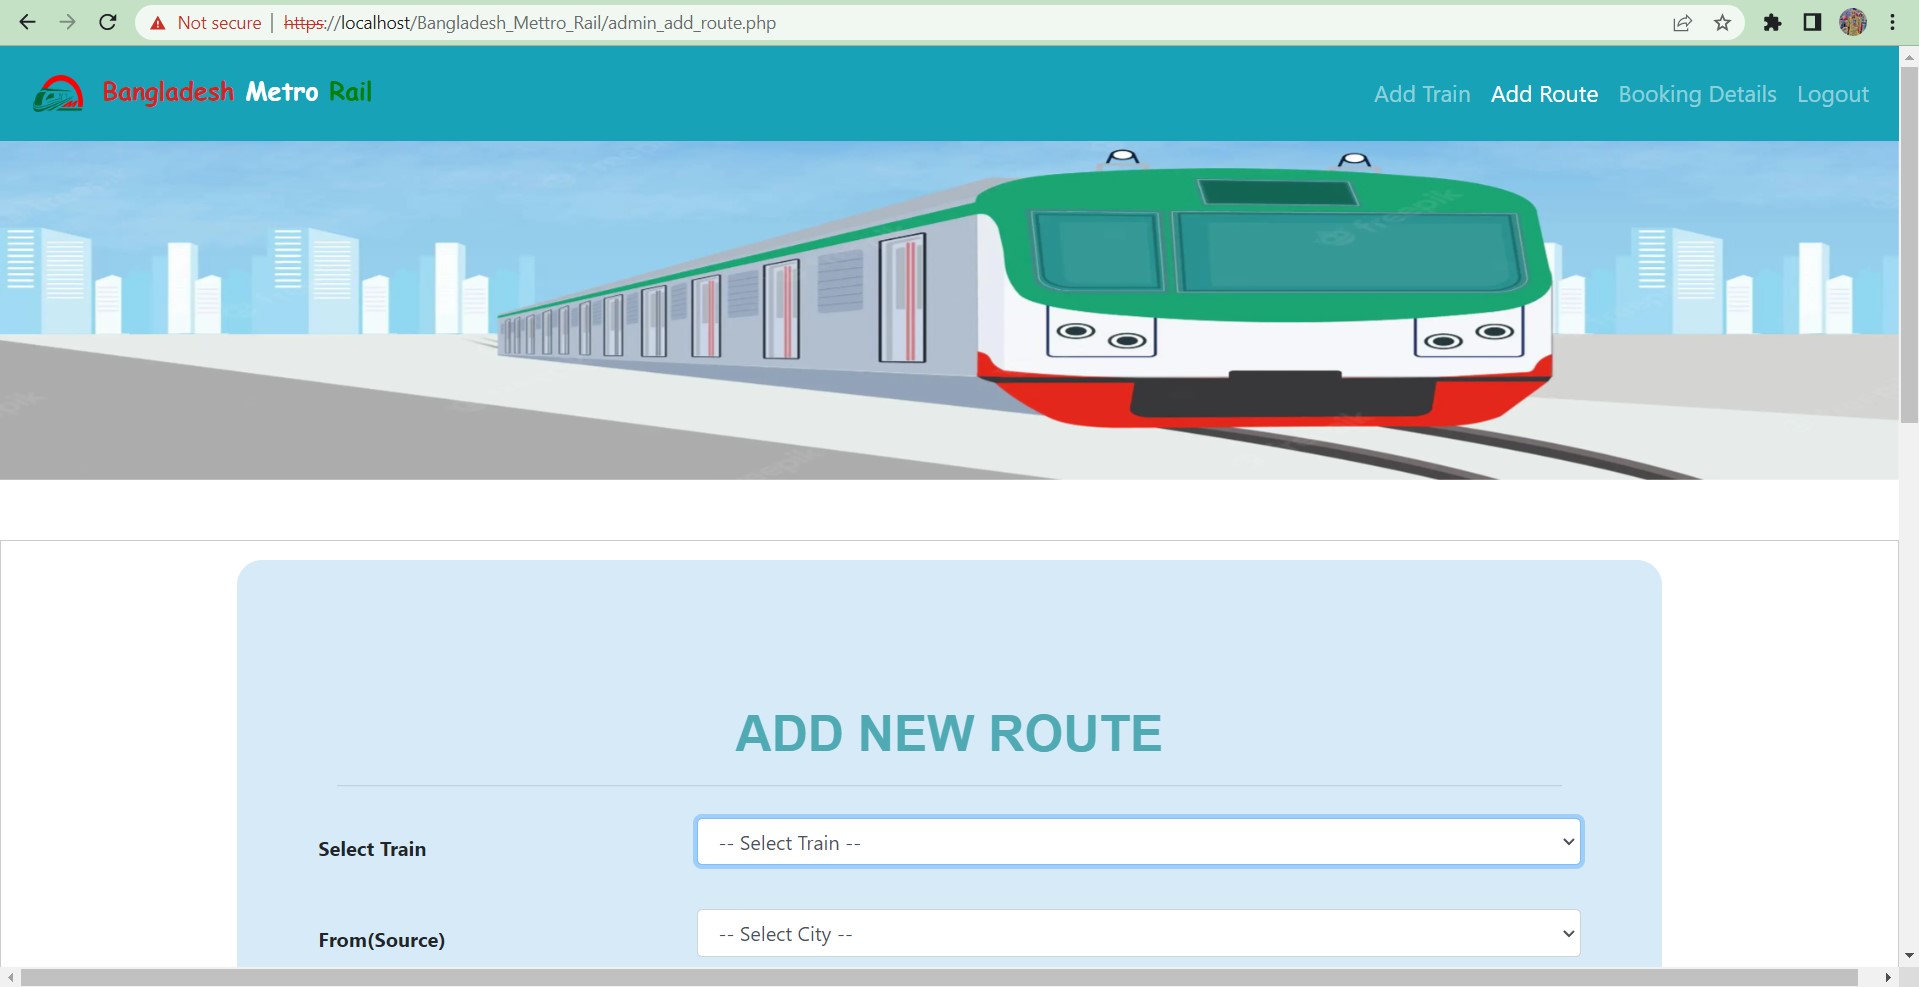 Not secure | https://localhost/Bangladesh_Mettro_Rail/admin_add_route.php
Bangladesh Metro Rail
Add Train Add Route Booking Details Logout
freepik
ADD NEW ROUTE
Select Train
-- Select Train --
From(Source)
-- Select City --